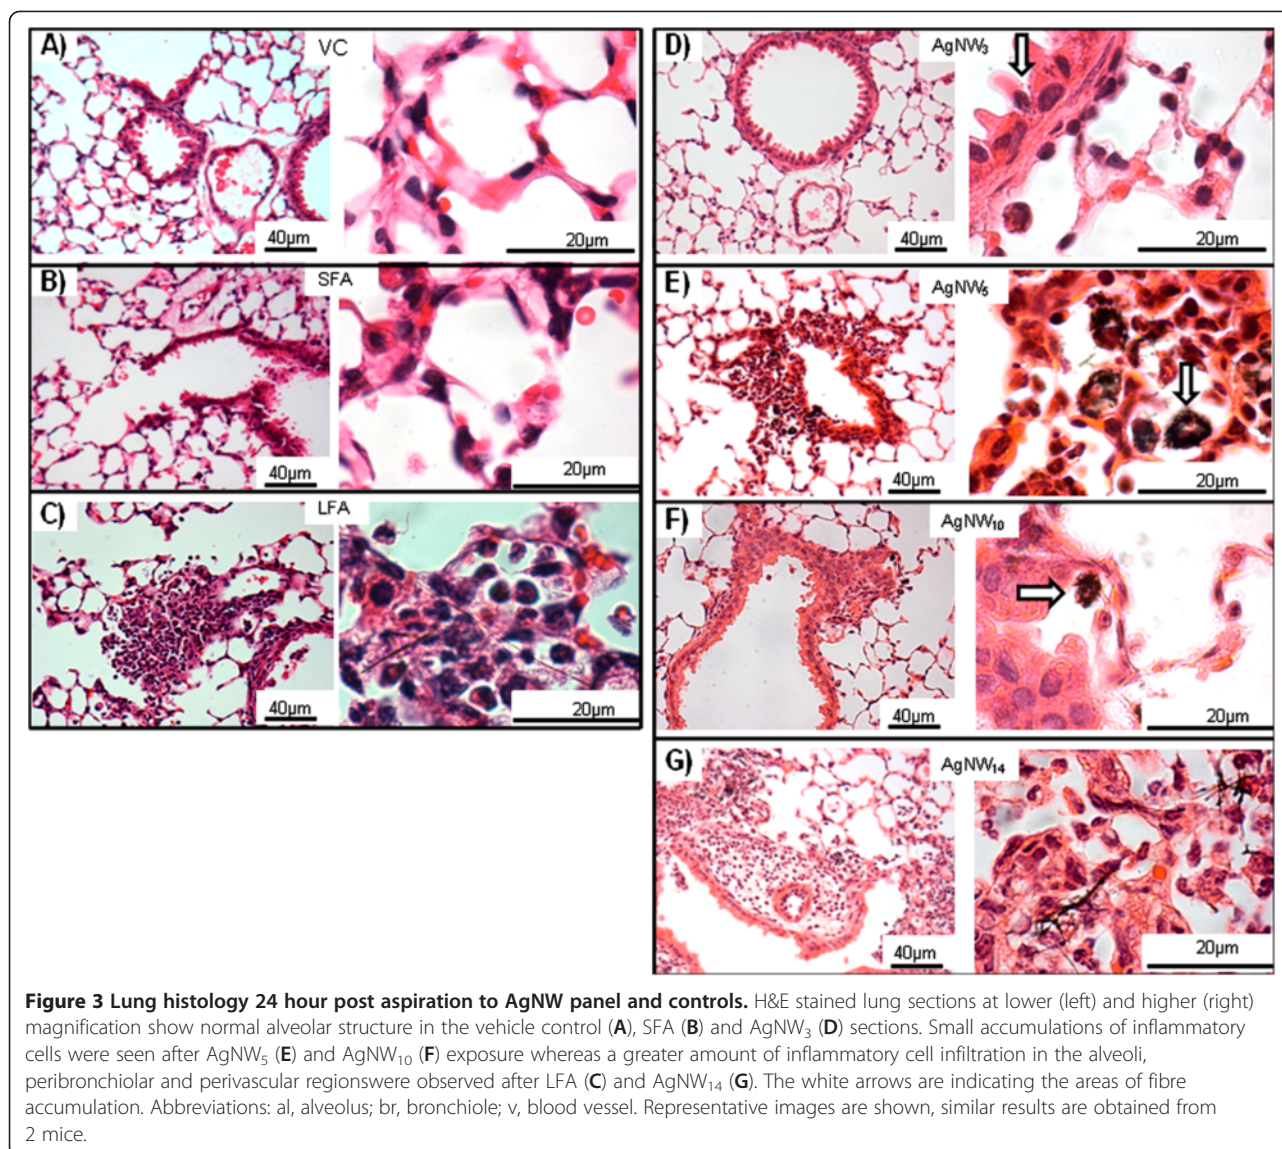 A)
VC
40µm
20µm
B)
SFA
40µm
20µm
C)
LFA
40µm
20µm
D)
AgNW3
40µm
20µm
E)
AgNW5
40µm
20µm
F)
AgNW10
40µm
20µm
G)
AgNW14
40µm
20µm
Figure 3 Lung histology 24 hour post aspiration to AgNW panel and controls. H&E stained lung sections at lower (left) and higher (right)
magnification show normal alveolar structure in the vehicle control (A), SFA (B) and AgNW3 (D) sections. Small accumulations of inflammatory
cells were seen after AgNW5 (E) and AgNW10 (F) exposure whereas a greater amount of inflammatory cell infiltration in the alveoli,
peribronchiolar and perivascular regionswere observed after LFA (C) and AgNW14 (G). The white arrows are indicating the areas of fibre
accumulation. Abbreviations: al, alveolus; br, bronchiole; v, blood vessel. Representative images are shown, similar results are obtained from
2 mice.